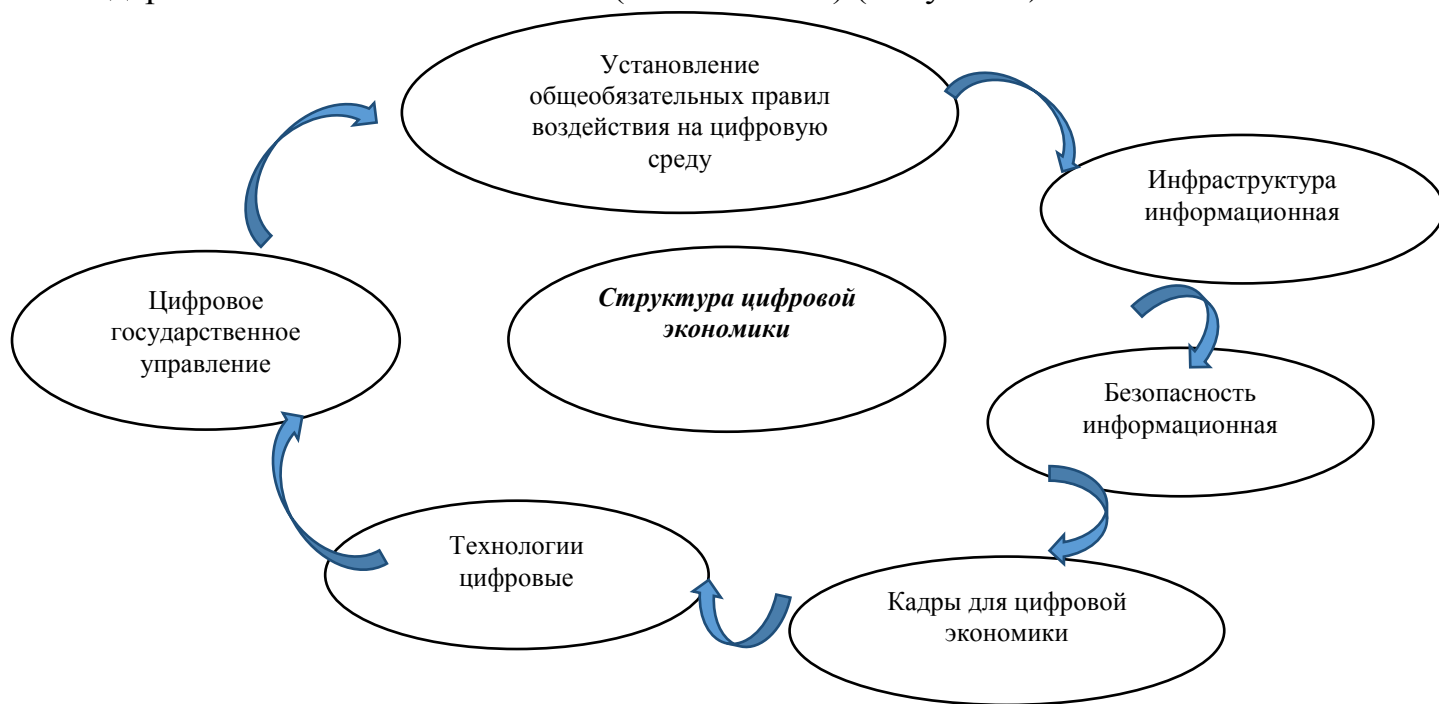 Установление
общеобязательных правил
воздействия на цифровую
среду
Инфраструктура
информационная
Цифровое
государственное
управление
Структура цифровой
экономики
Безопасность
информационная
Технологии
цифровые
Кадры для цифровой
экономики